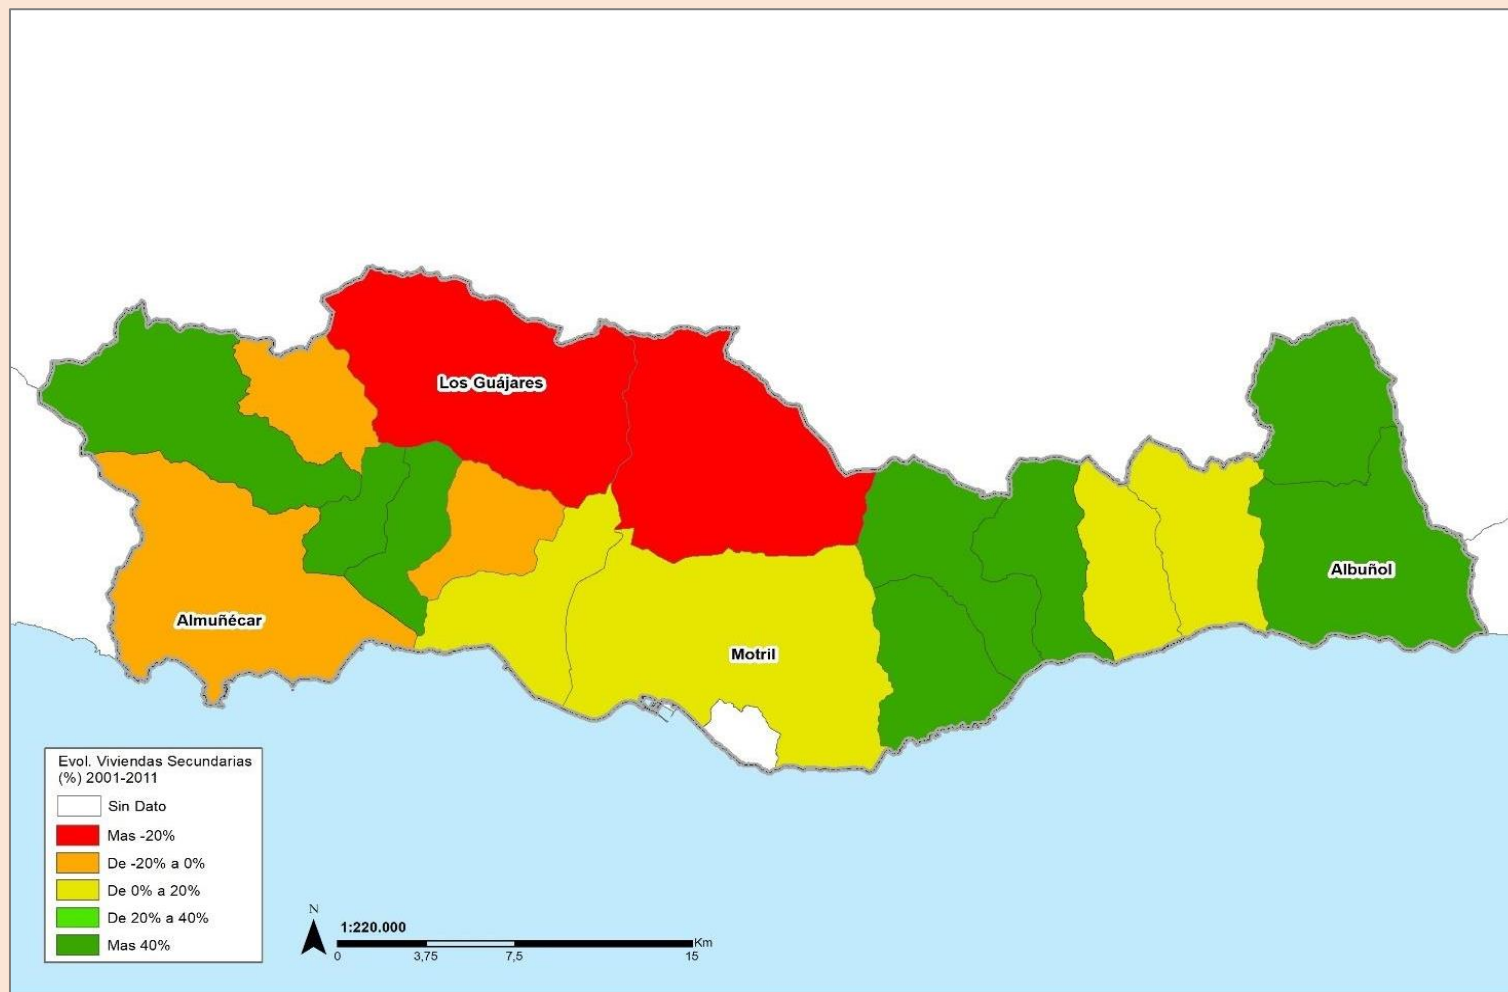 Los Guájares
Albuñol
Almuñécar
Motril
Evol. Viviendas Secundarias
(%) 2001-2011
Sin Dato
Mas -20%
De -20% a 0%
De 0% a 20%
De 20% a 40%
Mas 40%
N
1:220.000
Km
0 3,75 7,5 15